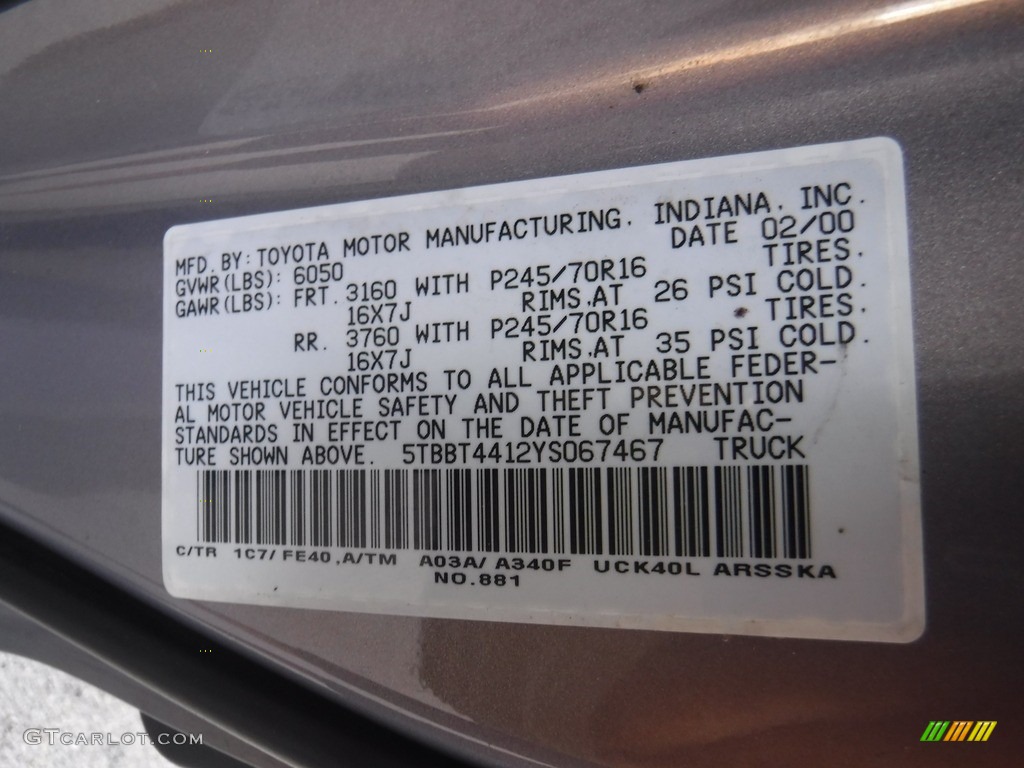 MFD. BY: TOYOTA MOTOR MANUFACTURING, INDIANA, INC.
GVWR(LBS): 6050 DATE 02/00
GAWR(LBS): FRT. 3160 WITH P245/70R16 TIRES.
16X7J RIMS,AT 26 PSI COLD.
RR. 3760 WITH P245/70R16 TIRES.
16X7J RIMS,AT 35 PSI COLD.
THIS VEHICLE CONFORMS TO ALL APPLICABLE FEDER-
AL MOTOR VEHICLE SAFETY AND THEFT PREVENTION
STANDARDS IN EFFECT ON THE DATE OF MANUFAC-
TURE SHOWN ABOVE. 5TBBT4412YS067467 TRUCK
C/TR 1C7/ FE40 ,A/TM A03A/ A340F UCK40L ARSSKA
NO.881
GTCARLOT.COM